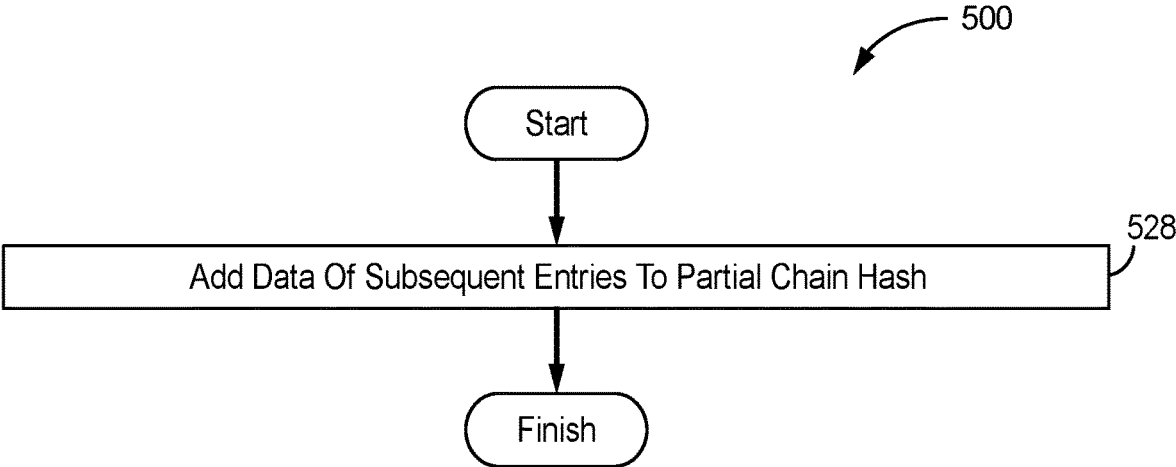 500
Start
528
Add Data Of Subsequent Entries To Partial Chain Hash
Finish